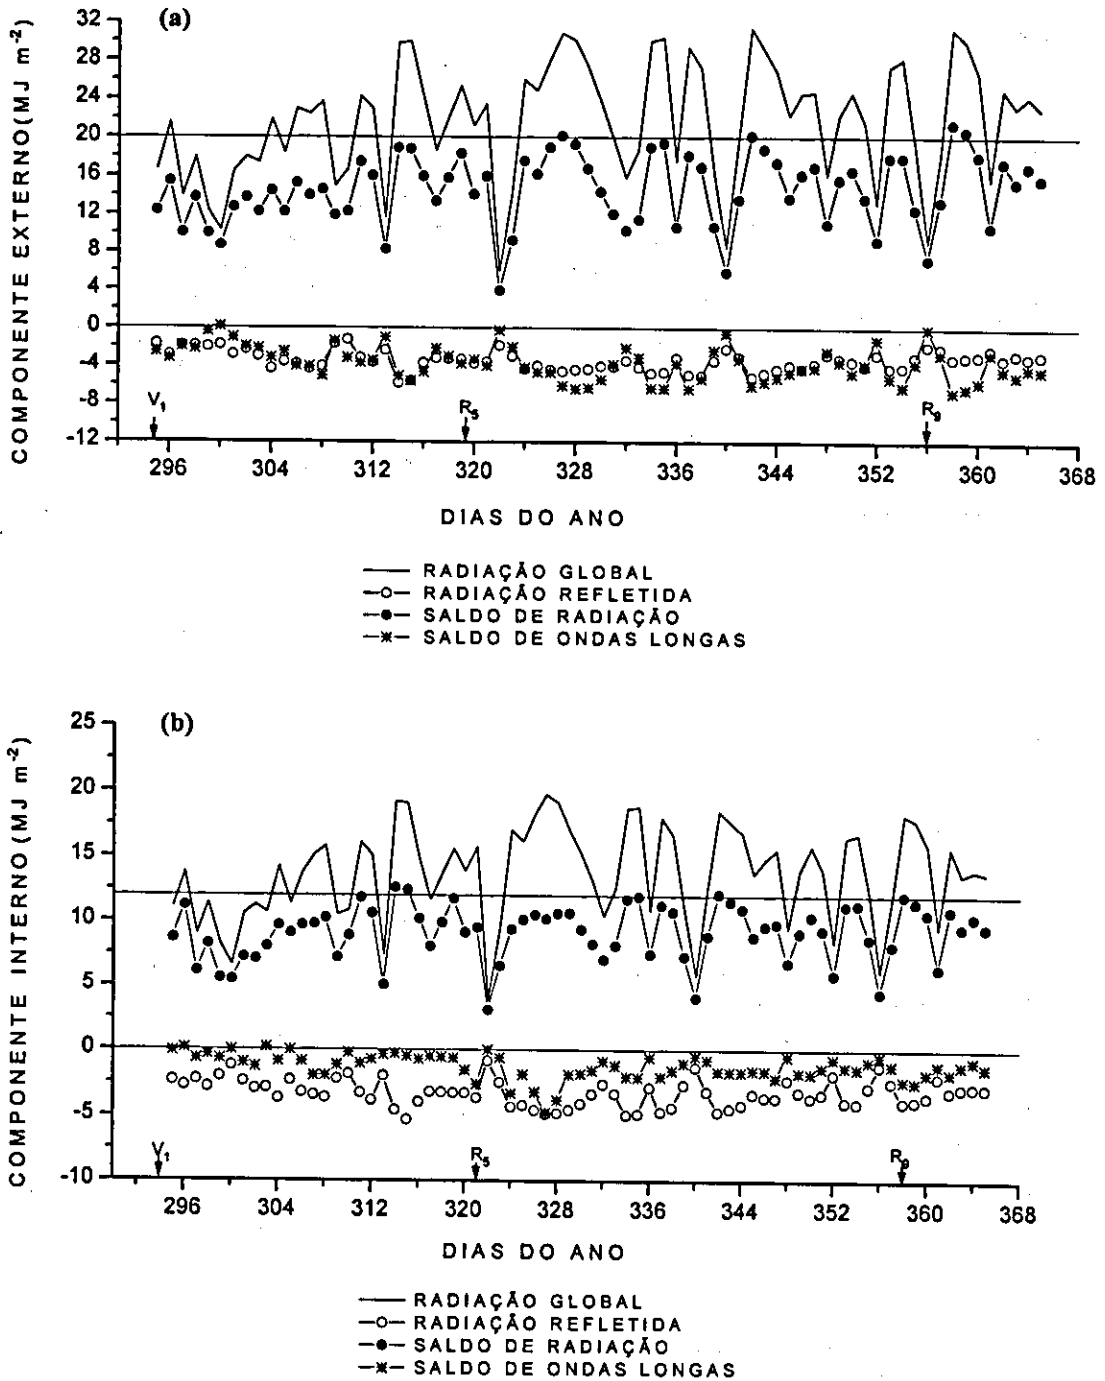 (a)
COMPONENTE EXTERNO (MJ m⁻²)
32
28
24
20
16
12
8
4
0
-4
-8
-12
V₁
R₅
R₉
296 304 312 320 328 336 344 352 360 368
DIAS DO ANO
RADIAÇÃO GLOBAL
RADIAÇÃO REFLETIDA
SALDO DE RADIAÇÃO
SALDO DE ONDAS LONGAS
(b)
COMPONENTE INTERNO (MJ m⁻²)
25
20
15
10
5
0
-5
-10
V₁
R₅
R₉
296 304 312 320 328 336 344 352 360 368
DIAS DO ANO
RADIAÇÃO GLOBAL
RADIAÇÃO REFLETIDA
SALDO DE RADIAÇÃO
SALDO DE ONDAS LONGAS